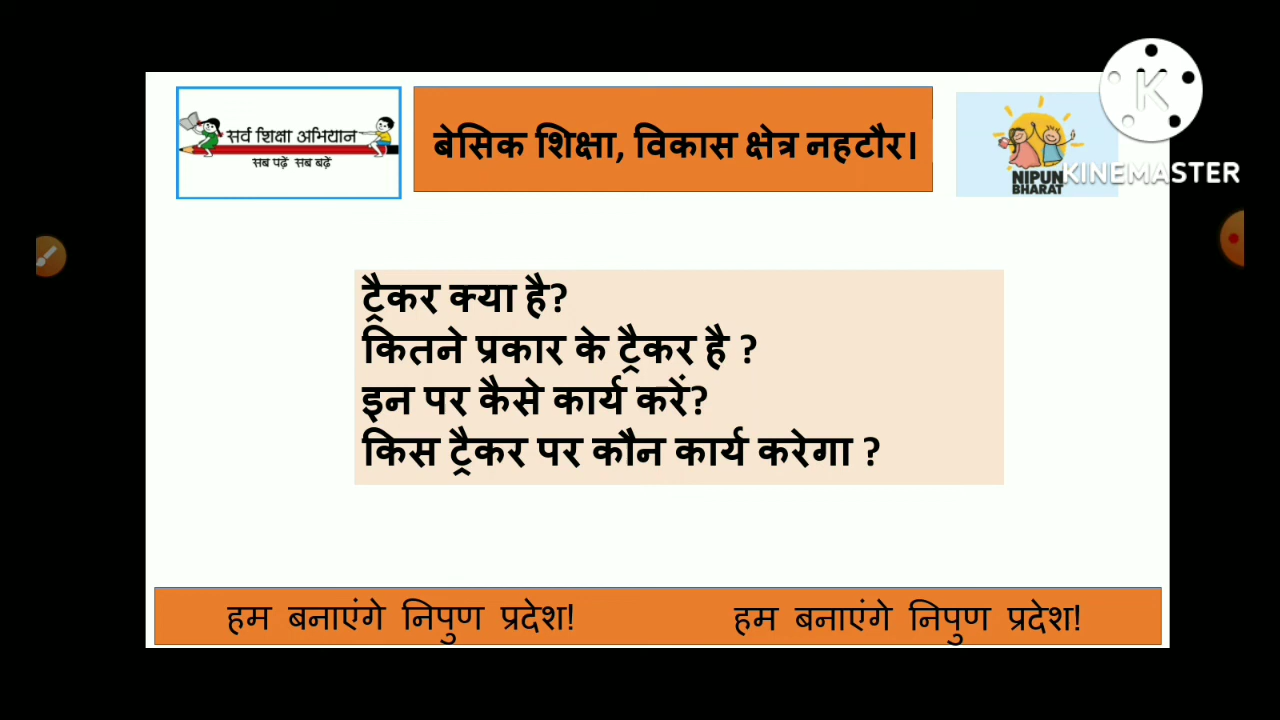 सर्व शिक्षा अभियान
सब पढ़ें सब बढ़ें
बेसिक शिक्षा, विकास क्षेत्र नहटौर।
NIPUN
BHARAT
K
KINEMASTER
ट्रैकर क्या है?
कितने प्रकार के ट्रैकर है ?
इन पर कैसे कार्य करें?
किस ट्रैकर पर कौन कार्य करेगा ?
हम बनाएंगे निपुण प्रदेश! हम बनाएंगे निपुण प्रदेश!